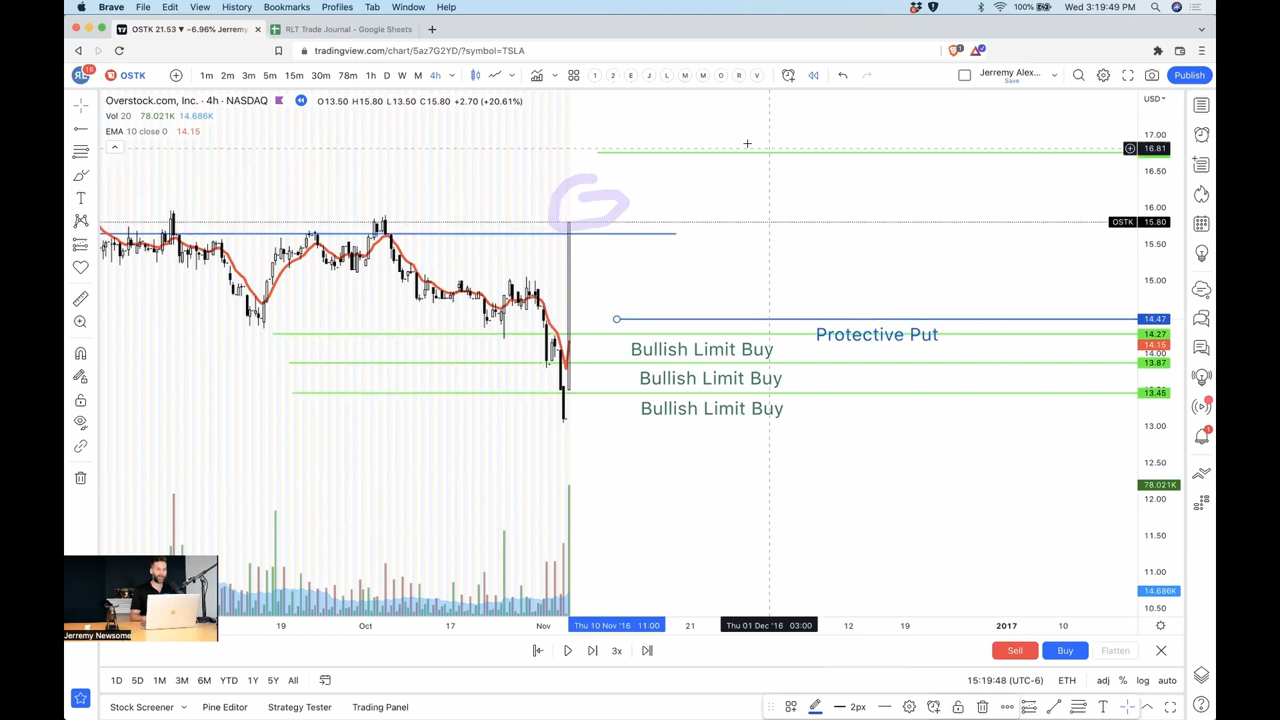 Brave File Edit View History Bookmarks Profiles Tab Window Help 100% Wed 3:19:49 PM
OSTK 21.53 ▼ −6.96% Jerremy × RLT Trade Journal - Google Sheets +
tradingview.com/chart/5az7G2YD/?symbol=TSLA
OSTK 1m 2m 3m 5m 15m 30m 78m 1h D W M 4h 1 2 E J L M M O R V Jerremy Alex... Save Publish
Overstock.com, Inc. · 4h · NASDAQ O13.50 H15.80 L13.50 C15.80 +2.70 (+20.61%)
USD
Vol 20 78.021K 14.686K
EMA 10 close 0 14.15
17.00
16.81
16.50
16.00
OSTK 15.80
15.50
15.00
14.47
Protective Put
14.27
14.15
Bullish Limit Buy
14.00
13.87
Bullish Limit Buy
13.45
Bullish Limit Buy
13.00
12.50
78.021K
12.00
11.50
11.00
14.686K
10.50
19 Oct 17 Nov Thu 10 Nov '16 11:00 21 Thu 01 Dec '16 03:00 12 19 2017 10
Jerremy Newsome
3x Sell Buy Flatten
1D 5D 1M 3M 6M YTD 1Y 5Y All 15:19:48 (UTC-6) ETH adj % log auto
Stock Screener Pine Editor Strategy Tester Trading Panel 2px